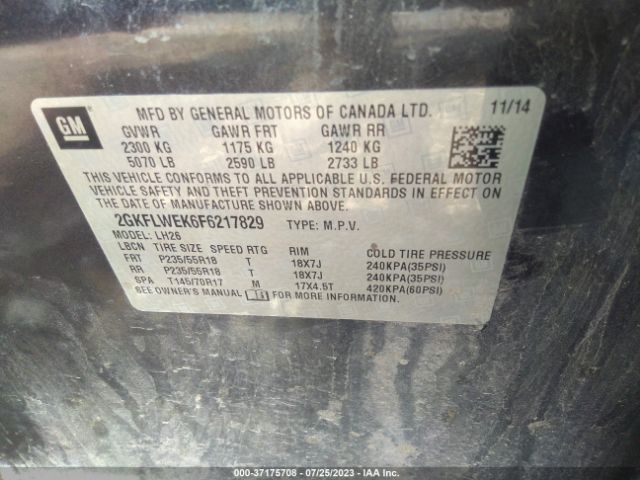 GM
MFD BY GENERAL MOTORS OF CANADA LTD. 11/14
GVWR GAWR FRT GAWR RR
2300 KG 1175 KG 1240 KG
5070 LB 2590 LB 2733 LB
THIS VEHICLE CONFORMS TO ALL APPLICABLE U.S. FEDERAL MOTOR
VEHICLE SAFETY AND THEFT PREVENTION STANDARDS IN EFFECT ON
THE DATE OF MANUFACTURE SHOWN ABOVE.
2GKFLWEK6F6217829 TYPE: M.P.V.
MODEL: LH26
LBCN TIRE SIZE SPEED RTG RIM COLD TIRE PRESSURE
FRT P235/55R18 T 18X7J 240KPA(35PSI)
RR P235/55R18 T 18X7J 240KPA(35PSI)
SPA T145/70R17 M 17X4.5T 420KPA(60PSI)
SEE OWNER'S MANUAL FOR MORE INFORMATION.
000-37175708 - 07/25/2023 - IAA Inc.